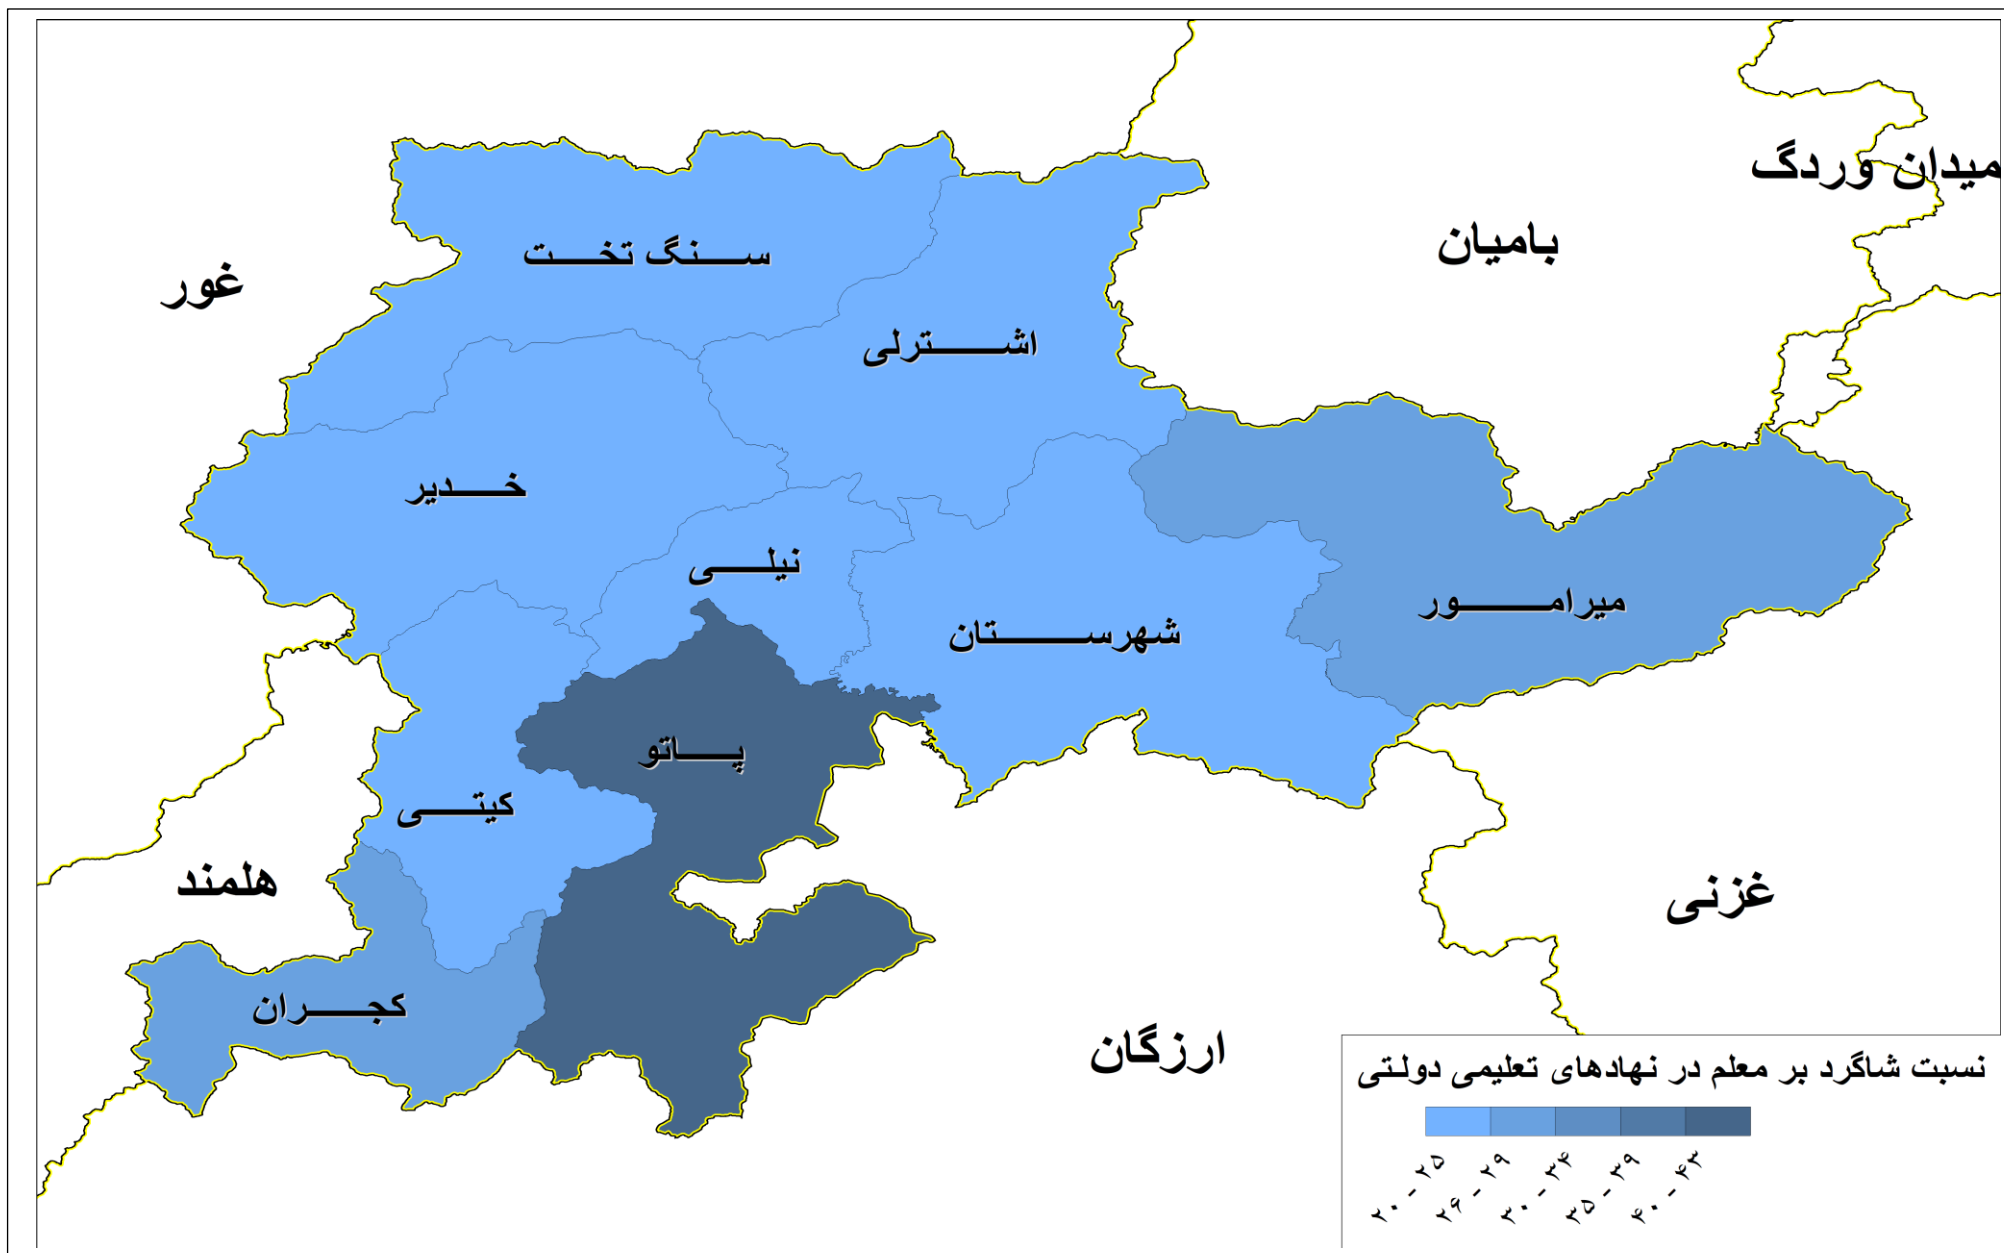 میدان وردگ
بامیان
غور
سنگ تخت
اشترلی
خدیر
نیلی
میرامور
شهرستان
پاتو
کیتی
هلمند
غزنی
کجران
ارزگان
نسبت شاگرد بر معلم در نهادهای تعلیمی دولتی
۲۰ - ۲۵
۲۶ - ۲۹
۳۰ - ۳۴
۳۵ - ۳۹
۴۰ - ۴۳